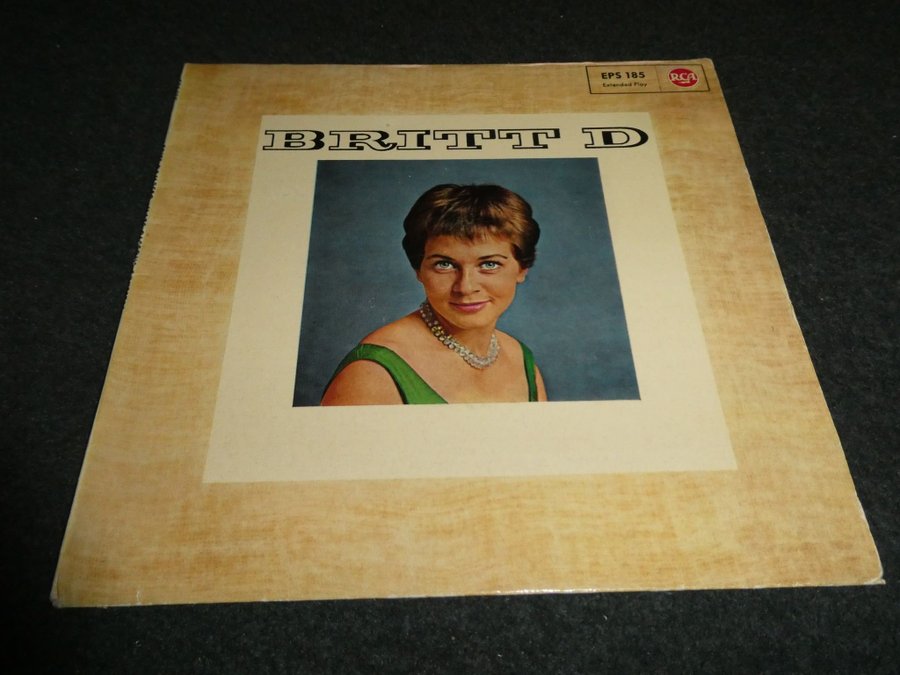 EPS 185
Extended Play
RCA
BRITT D